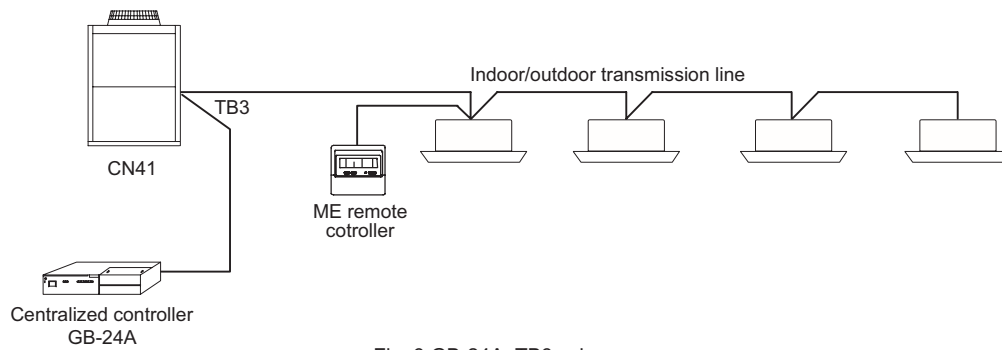 Indoor/outdoor transmission line
TB3
CN41
ME remote
cotroller
Centralized controller
GB-24A